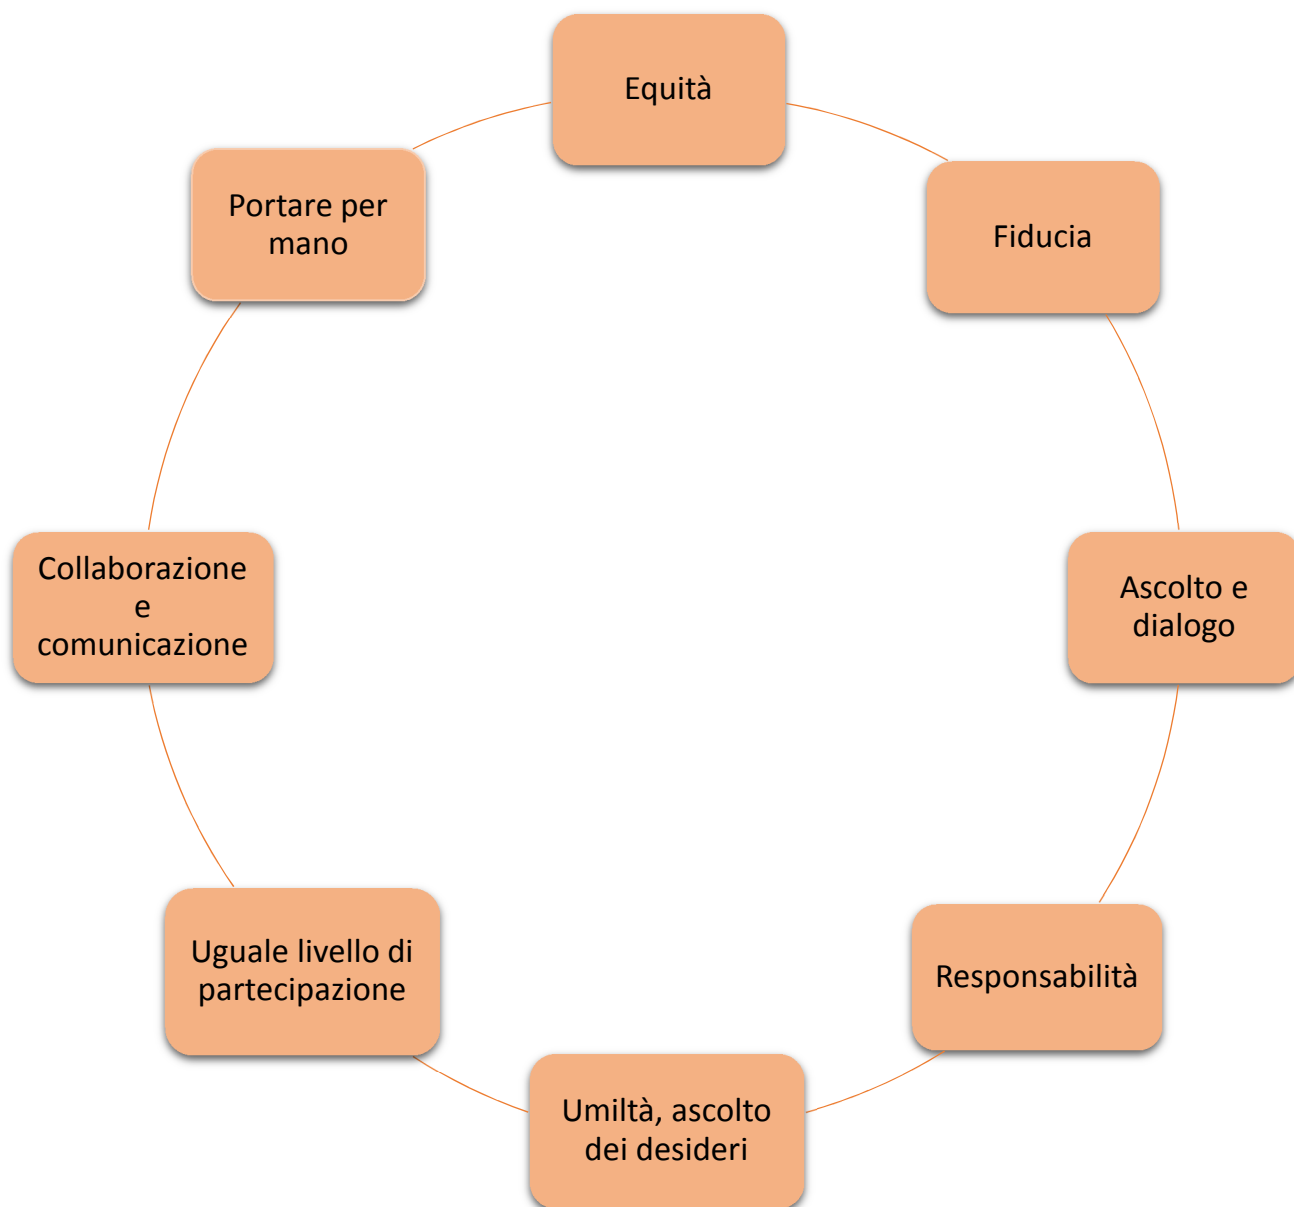 Equità
Fiducia
Ascolto e
dialogo
Responsabilità
Umiltà, ascolto
dei desideri
Uguale livello di
partecipazione
Collaborazione
e
comunicazione
Portare per
mano